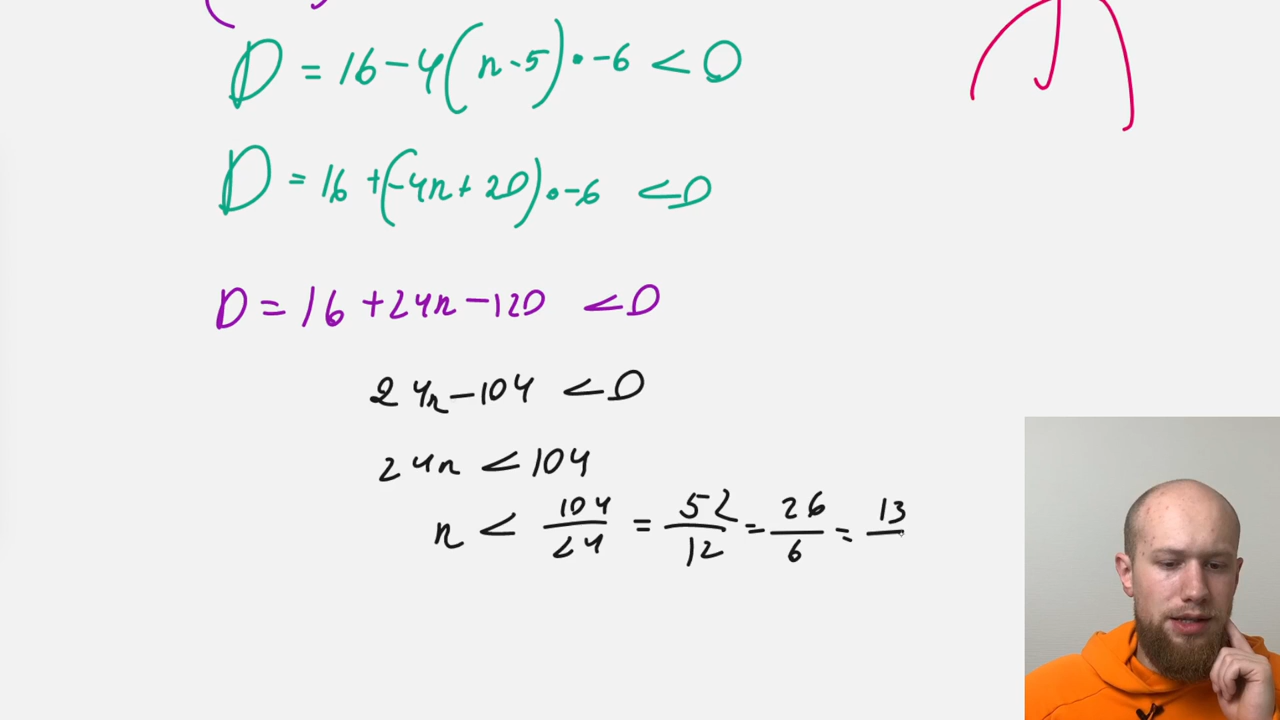 D = 16 - 4(n - 5) · -6 < 0
D = 16 + (-4n + 20) · -6 < 0
D = 16 + 24n - 120 < 0
24n - 104 < 0
24n < 104
n < 104/24 = 52/12 = 26/6 = 13/